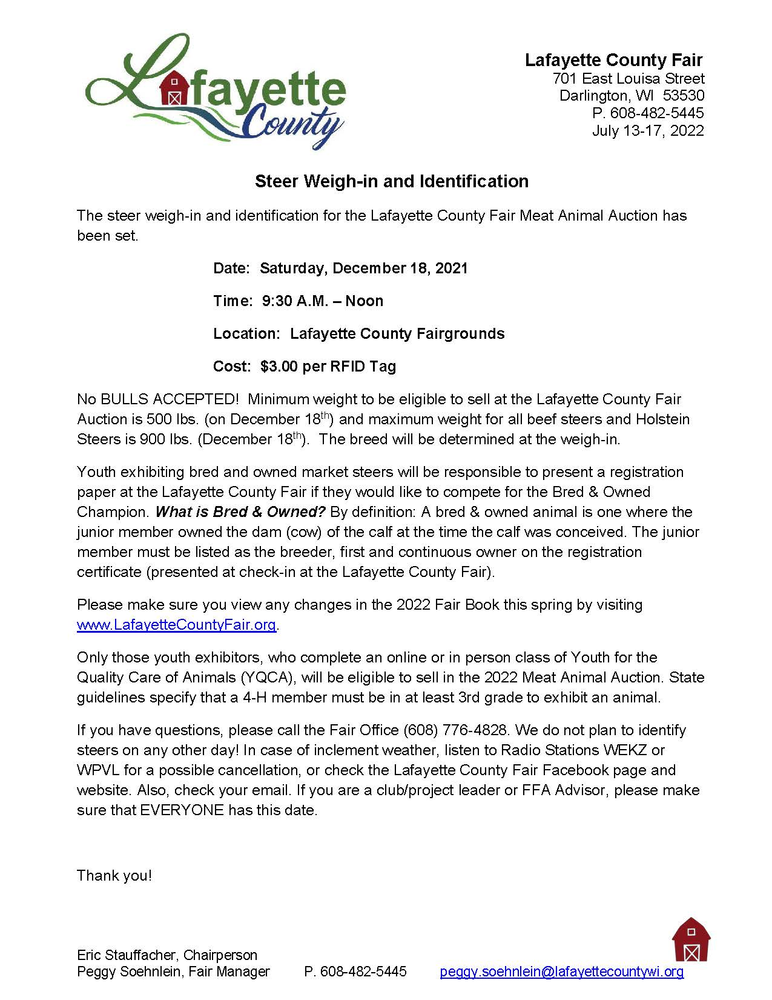 Lafayette
County
Lafayette County Fair
701 East Louisa Street
Darlington, WI  53530
P. 608-482-5445
July 13-17, 2022
Steer Weigh-in and Identification
The steer weigh-in and identification for the Lafayette County Fair Meat Animal Auction has
been set.
Date:  Saturday, December 18, 2021
Time:  9:30 A.M. – Noon
Location:  Lafayette County Fairgrounds
Cost:  $3.00 per RFID Tag
No BULLS ACCEPTED!  Minimum weight to be eligible to sell at the Lafayette County Fair
Auction is 500 lbs. (on December 18th) and maximum weight for all beef steers and Holstein
Steers is 900 lbs. (December 18th).  The breed will be determined at the weigh-in.
Youth exhibiting bred and owned market steers will be responsible to present a registration
paper at the Lafayette County Fair if they would like to compete for the Bred & Owned
Champion. What is Bred & Owned? By definition: A bred & owned animal is one where the
junior member owned the dam (cow) of the calf at the time the calf was conceived. The junior
member must be listed as the breeder, first and continuous owner on the registration
certificate (presented at check-in at the Lafayette County Fair).
Please make sure you view any changes in the 2022 Fair Book this spring by visiting
www.LafayetteCountyFair.org.
Only those youth exhibitors, who complete an online or in person class of Youth for the
Quality Care of Animals (YQCA), will be eligible to sell in the 2022 Meat Animal Auction. State
guidelines specify that a 4-H member must be in at least 3rd grade to exhibit an animal.
If you have questions, please call the Fair Office (608) 776-4828. We do not plan to identify
steers on any other day! In case of inclement weather, listen to Radio Stations WEKZ or
WPVL for a possible cancellation, or check the Lafayette County Fair Facebook page and
website. Also, check your email. If you are a club/project leader or FFA Advisor, please make
sure that EVERYONE has this date.
Thank you!
Eric Stauffacher, Chairperson
Peggy Soehnlein, Fair Manager  P. 608-482-5445  peggy.soehnlein@lafayettecountywi.org